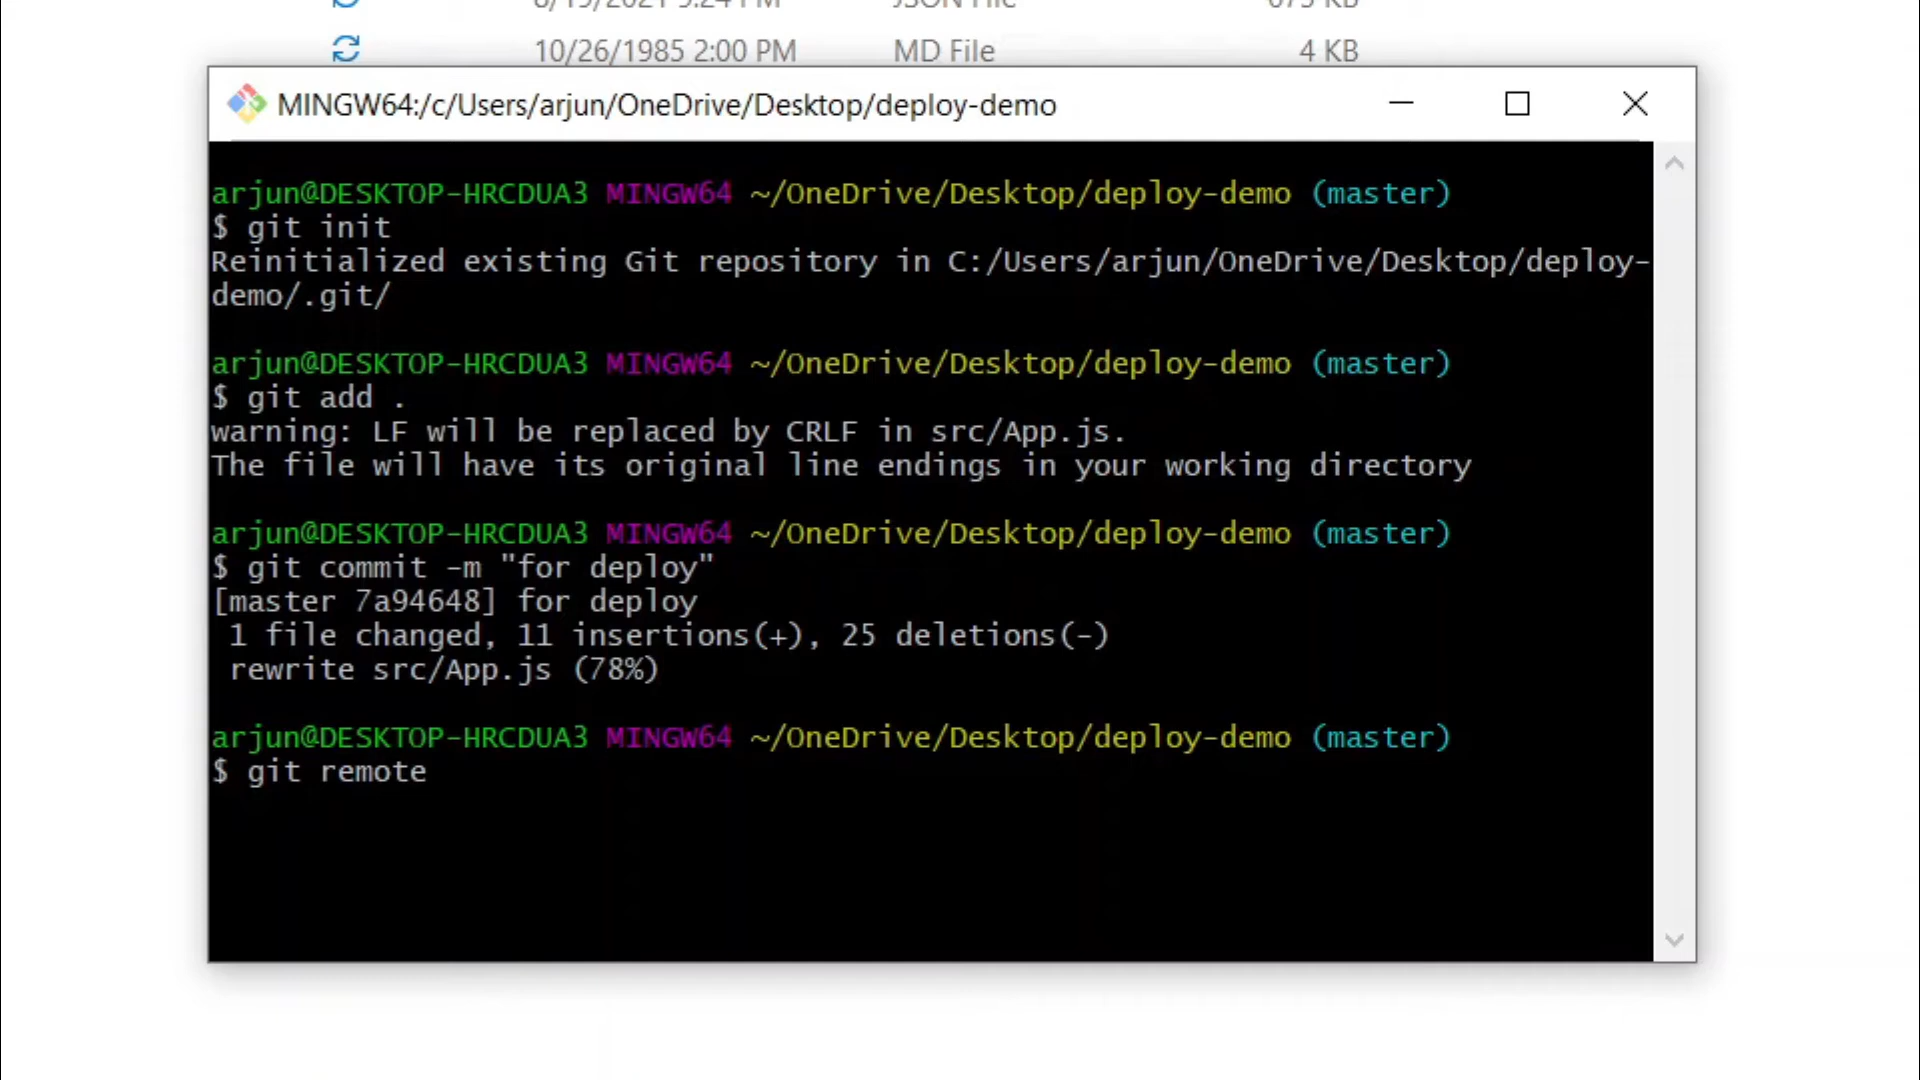 10/26/1985 2:00 PM MD File 4 KB
MINGW64:/c/Users/arjun/OneDrive/Desktop/deploy-demo
arjun@DESKTOP-HRCDUA3 MINGW64 ~/OneDrive/Desktop/deploy-demo (master)
$ git init
Reinitialized existing Git repository in C:/Users/arjun/OneDrive/Desktop/deploy-
demo/.git/
arjun@DESKTOP-HRCDUA3 MINGW64 ~/OneDrive/Desktop/deploy-demo (master)
$ git add .
warning: LF will be replaced by CRLF in src/App.js.
The file will have its original line endings in your working directory
arjun@DESKTOP-HRCDUA3 MINGW64 ~/OneDrive/Desktop/deploy-demo (master)
$ git commit -m "for deploy"
[master 7a94648] for deploy
1 file changed, 11 insertions(+), 25 deletions(-)
rewrite src/App.js (78%)
arjun@DESKTOP-HRCDUA3 MINGW64 ~/OneDrive/Desktop/deploy-demo (master)
$ git remote